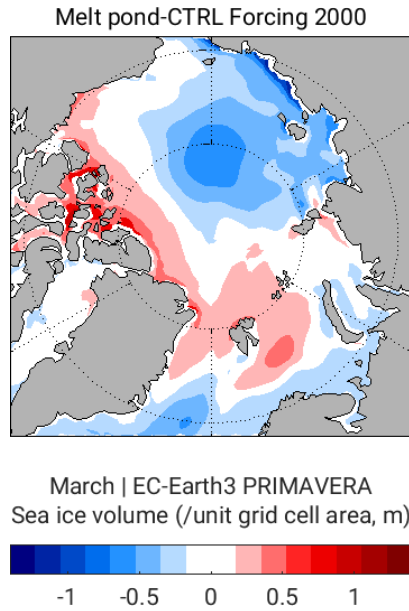 Melt pond-CTRL Forcing 2000
March | EC-Earth3 PRIMAVERA
Sea ice volume (/unit grid cell area, m)
-1 -0.5 0 0.5 1